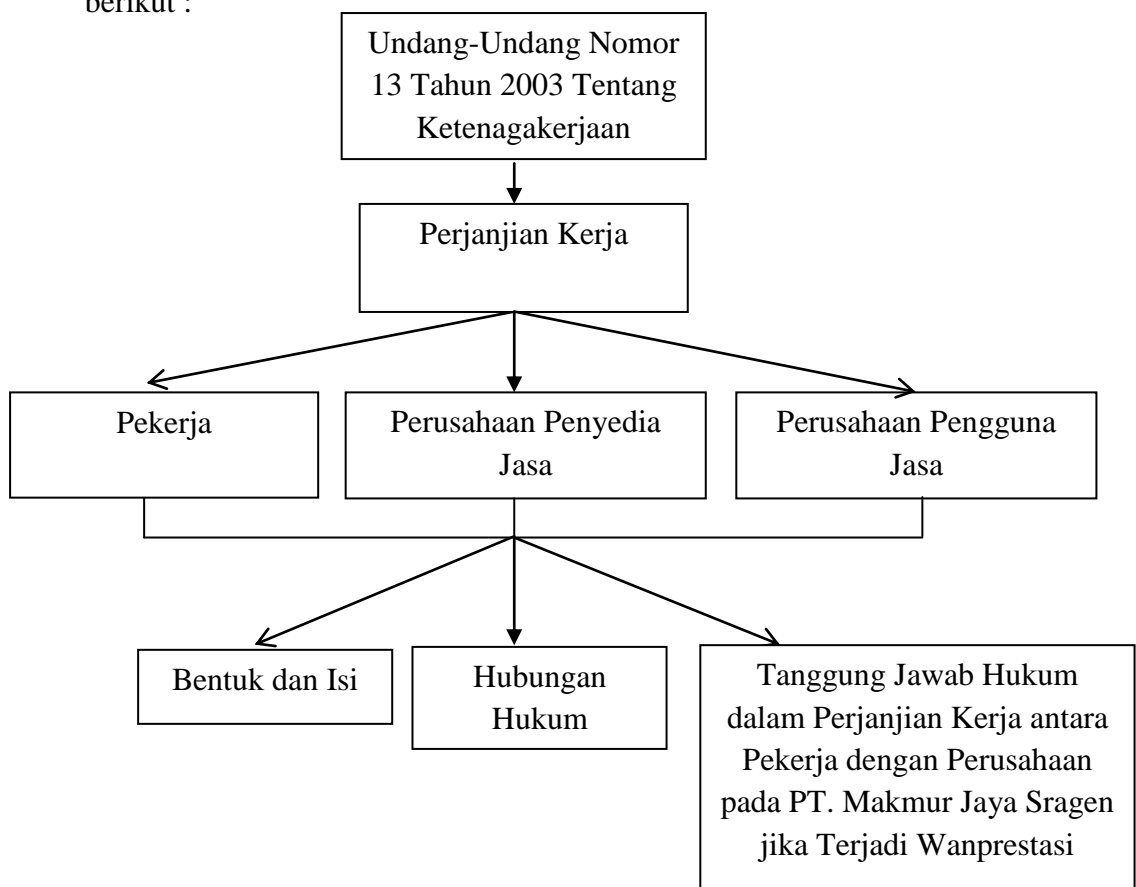 berikut :
Undang-Undang Nomor
13 Tahun 2003 Tentang
Ketenagakerjaan
Perjanjian Kerja
Pekerja
Perusahaan Penyedia
Jasa
Perusahaan Pengguna
Jasa
Bentuk dan Isi
Hubungan
Hukum
Tanggung Jawab Hukum
dalam Perjanjian Kerja antara
Pekerja dengan Perusahaan
pada PT. Makmur Jaya Sragen
jika Terjadi Wanprestasi